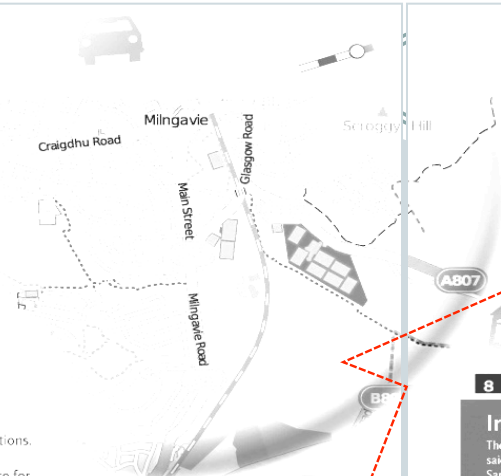 Milngavie
Glasgow Road
Craigdhu Road
Scroggy Hill
Main Street
A807
Milngavie Road
8
tions.